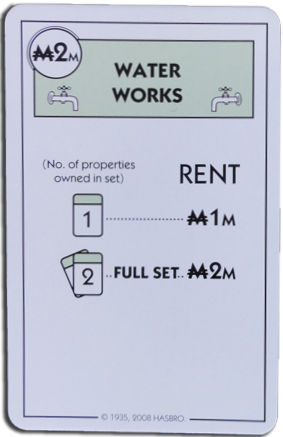 ₩2M
WATER
WORKS
(No. of properties
owned in set)
RENT
1 ................ ₩1M
2 ..FULL SET.. ₩2M
© 1935, 2008 HASBRO.